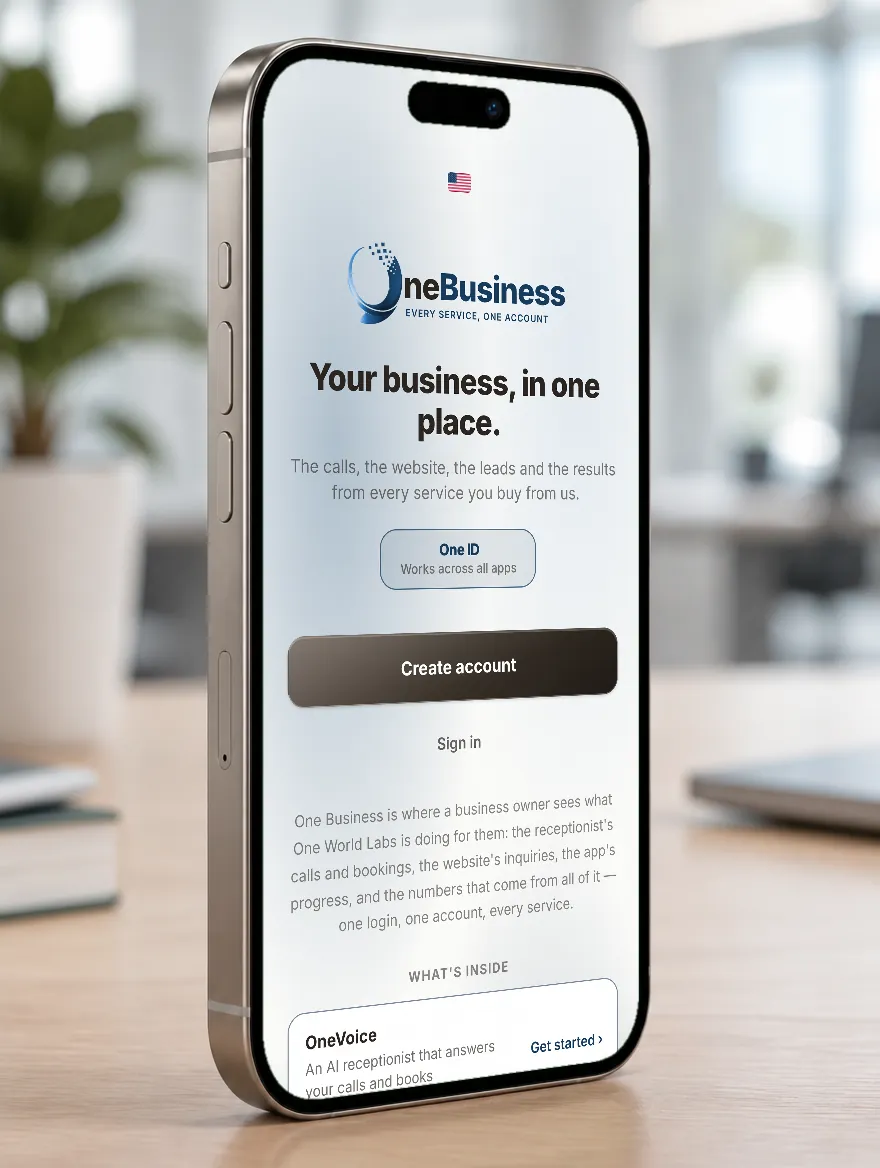 OneBusiness
EVERY SERVICE, ONE ACCOUNT
Your business, in one
place.
The calls, the website, the leads and the results
from every service you buy from us.
One ID
Works across all apps
Create account
Sign in
One Business is where a business owner sees what
One World Labs is doing for them: the receptionist's
calls and bookings, the website's inquiries, the app's
progress, and the numbers that come from all of it —
one login, one account, every service.
WHAT'S INSIDE
OneVoice
An AI receptionist that answers
your calls and books
Get started ›